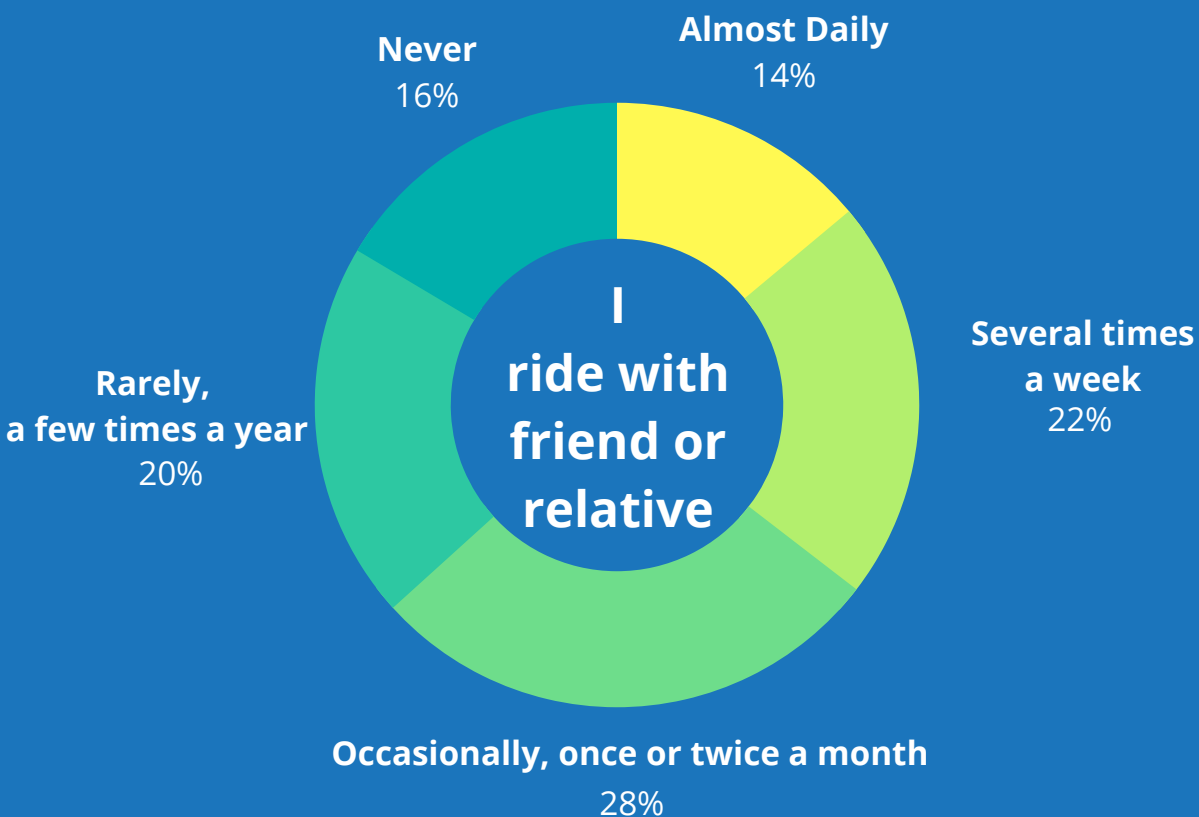 Never
16%
Almost Daily
14%
Several times
a week
22%
I
ride with
friend or
relative
Rarely,
a few times a year
20%
Occasionally, once or twice a month
28%